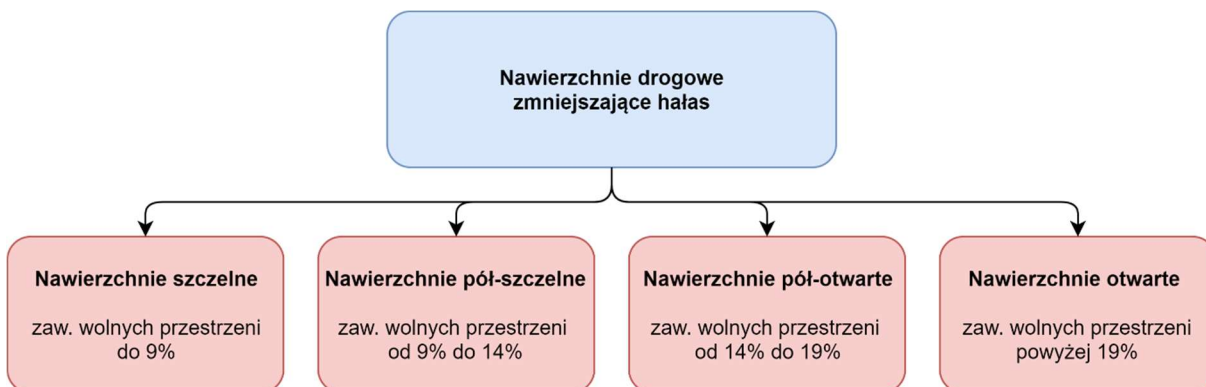 Nawierzchnie drogowe
zmniejszające hałas
Nawierzchnie szczelne
zaw. wolnych przestrzeni
do 9%
Nawierzchnie pół-szczelne
zaw. wolnych przestrzeni
od 9% do 14%
Nawierzchnie pół-otwarte
zaw. wolnych przestrzeni
od 14% do 19%
Nawierzchnie otwarte
zaw. wolnych przestrzeni
powyżej 19%